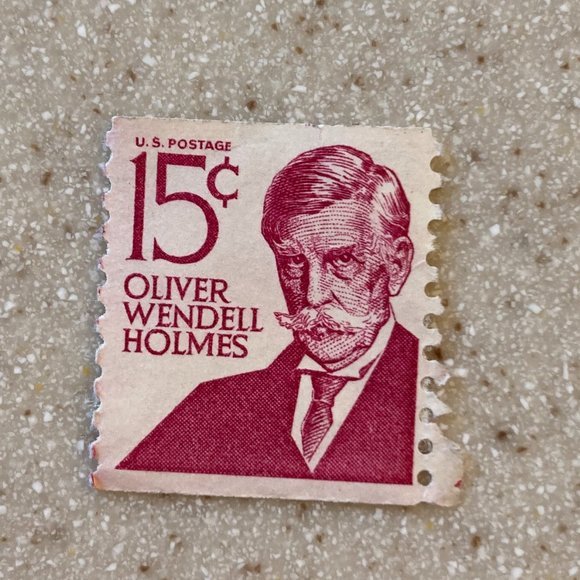 U.S. POSTAGE
15¢
OLIVER
WENDELL
HOLMES